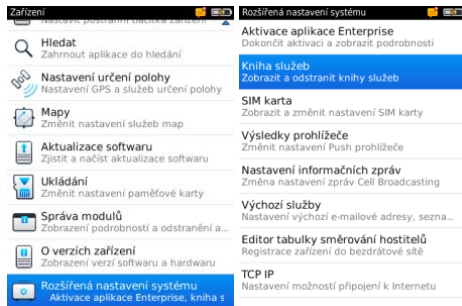 Zařízení
Nastavit postranní tlačítka zařízení
Hledat
Zahrnout aplikace do hledání
Nastavení určení polohy
Nastavení GPS a služeb určení polohy
Mapy
Změnit nastavení služeb map
Aktualizace softwaru
Zjistit a načíst aktualizace softwaru
Ukládání
Změnit nastavení paměťové karty
Správa modulů
Zobrazení podrobností a odstranění a...
O verzích zařízení
Zobrazení verzí softwaru a hardwaru
Rozšířená nastavení systému
Aktivace aplikace Enterprise, kniha s
Rozšířená nastavení systému
Aktivace aplikace Enterprise
Dokončit aktivaci a zobrazit podrobnosti
Kniha služeb
Zobrazit a odstranit knihy služeb
SIM karta
Zobrazit a změnit nastavení SIM karty
Výsledky prohlížeče
Změnit nastavení Push prohlížeče
Nastavení informačních zpráv
Změna nastavení zpráv Cell Broadcasting
Výchozí služby
Nastavení výchozí e-mailové adresy, sezna...
Editor tabulky směrování hostitelů
Registrace zařízení do bezdrátové sítě
TCP IP
Nastavení možností připojení k Internetu